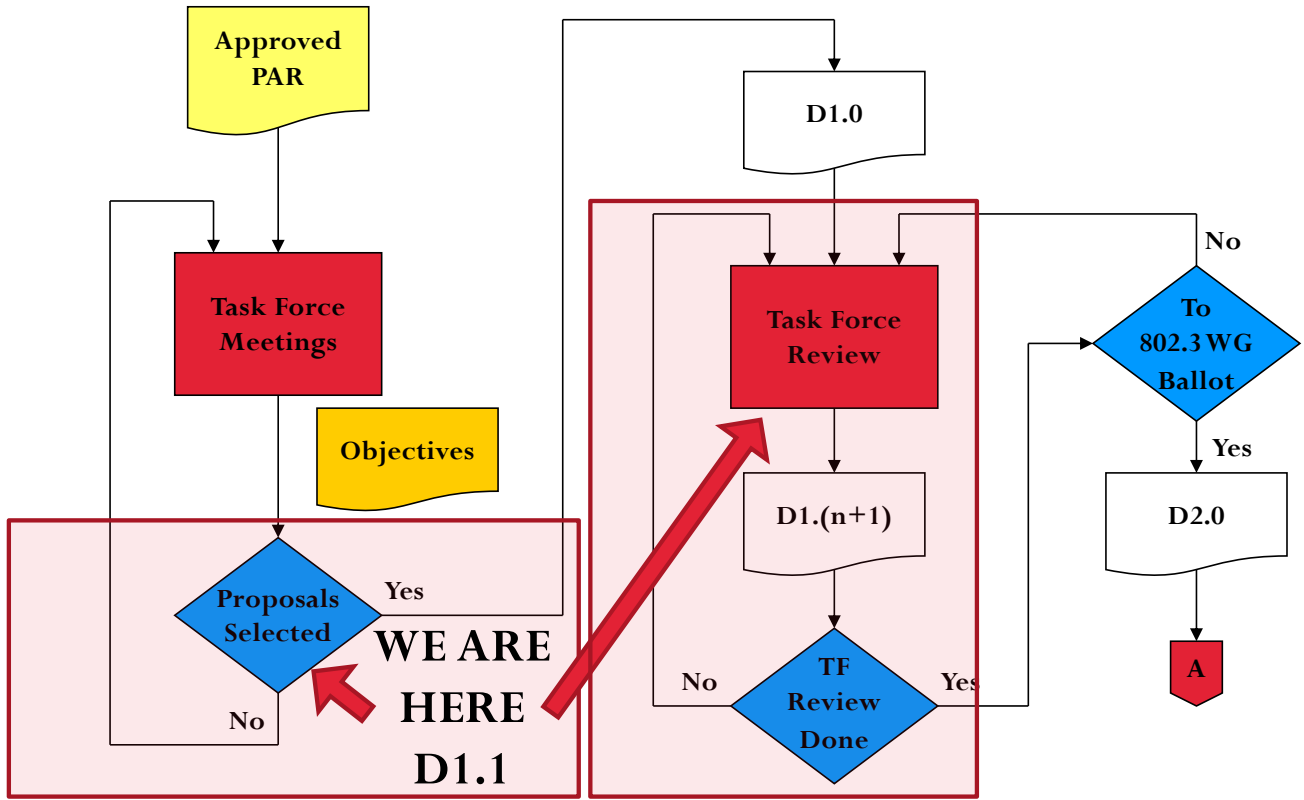 Approved
PAR
Task Force
Meetings
Objectives
Proposals
Selected
Yes
No
WE ARE
HERE
D1.1
D1.0
Task Force
Review
D1.(n+1)
TF
Review
Done
No
Yes
To
802.3 WG
Ballot
No
Yes
D2.0
A